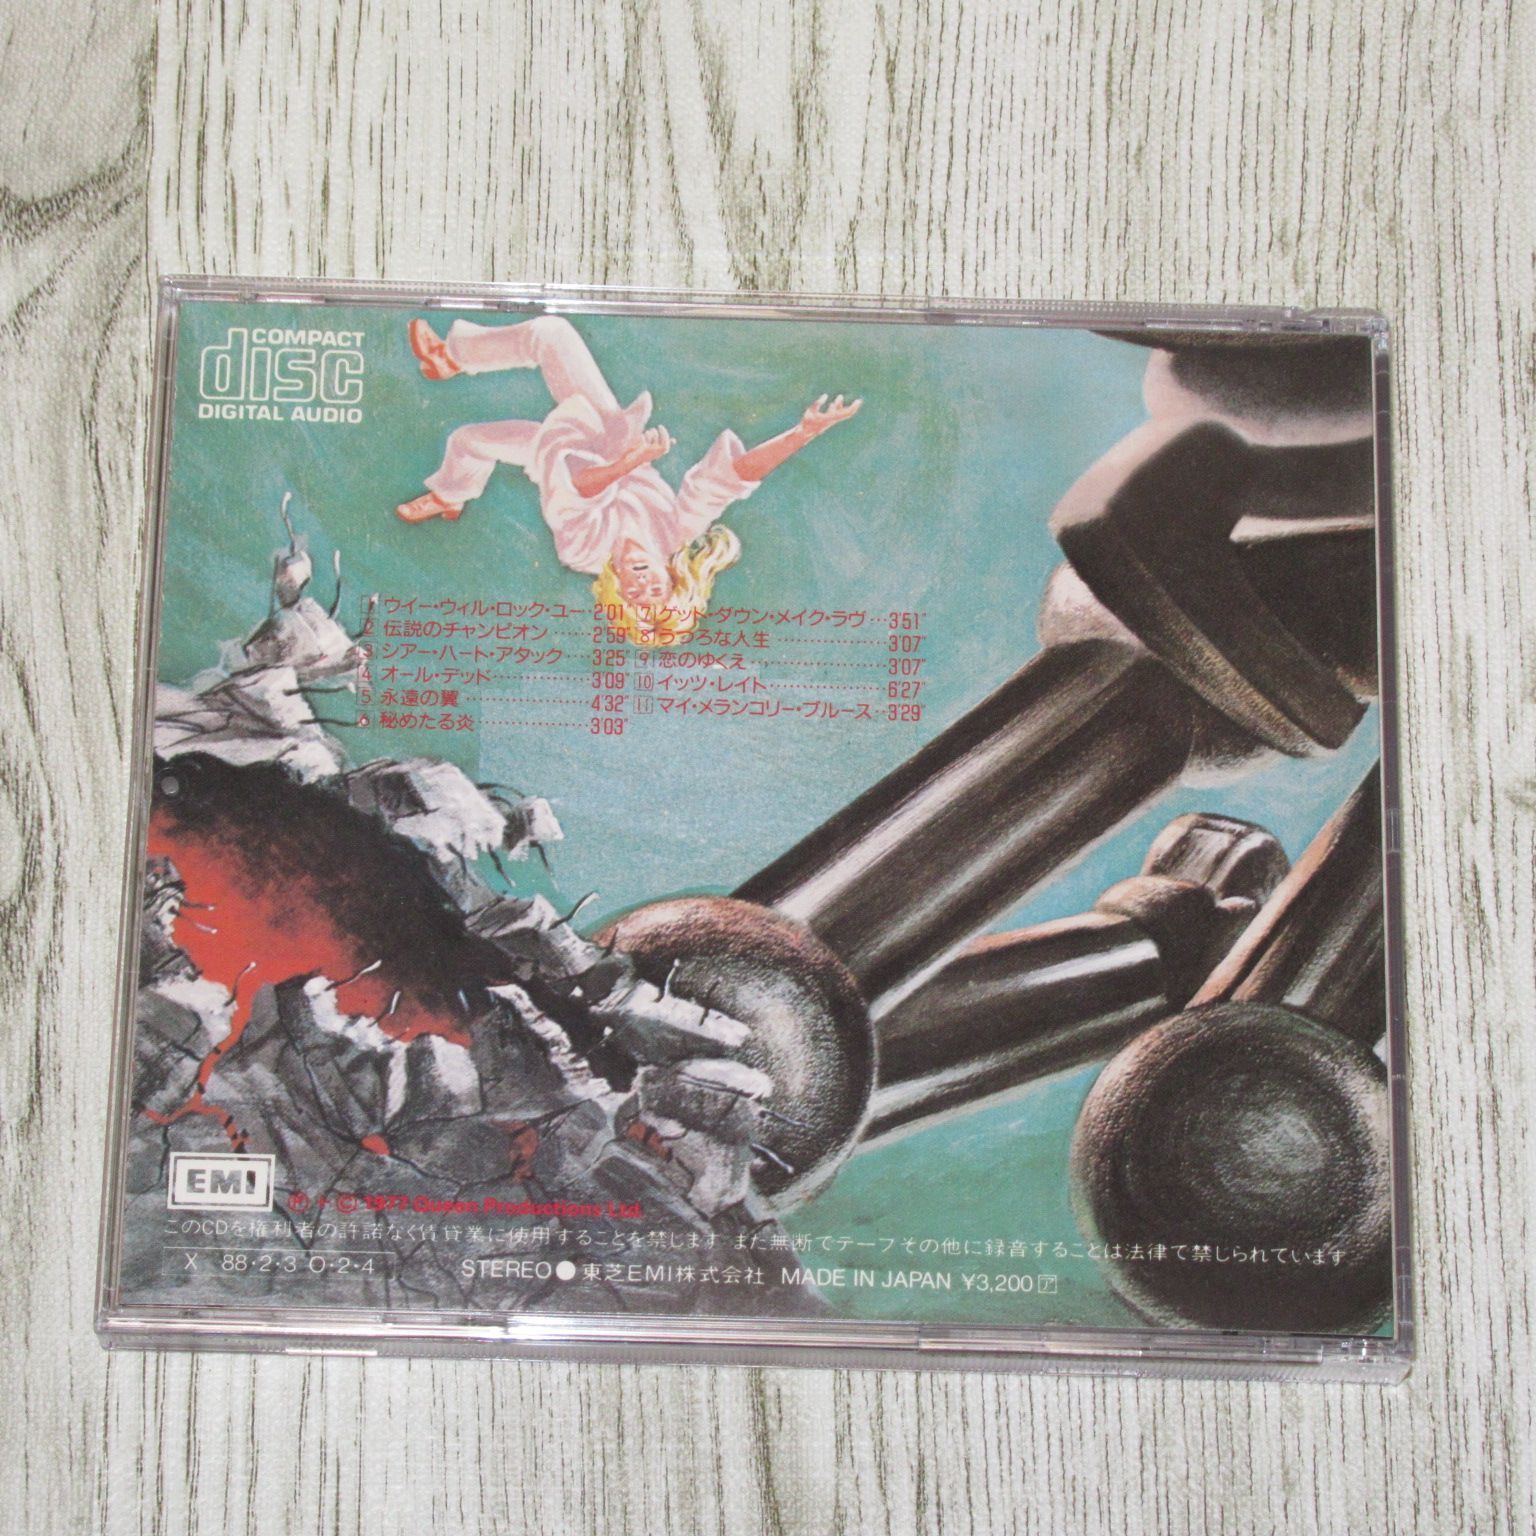 COMPACT
disc
DIGITAL AUDIO
1 ウイー・ウィル・ロック・ユー‥2'01"
2 伝説のチャンピオン……2'59"
3 シアー・ハート・アタック…3'25"
4 オール・デッド…………3'09"
5 永遠の翼………………4'32"
6 秘めたる炎……………3'03"
7 ゲット・ダウン・メイク・ラヴ…3'51"
8 うつろな人生……………3'07"
9 恋のゆくえ………………3'07"
10 イッツ・レイト……………6'27"
11 マイ・メランコリー・ブルース‥3'29"
EMI
Ⓟ+© 1977 Queen Productions Ltd.
このCDを権利者の許諾なく賃貸業に使用することを禁じます また無断でテープその他に録音することは法律で禁じられています
X 88・2・3 O・2・4
STEREO●東芝EMI株式会社 MADE IN JAPAN ¥3,200 ア